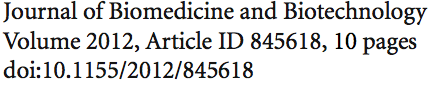 Journal of Biomedicine and Biotechnology
Volume 2012, Article ID 845618, 10 pages
doi:10.1155/2012/845618